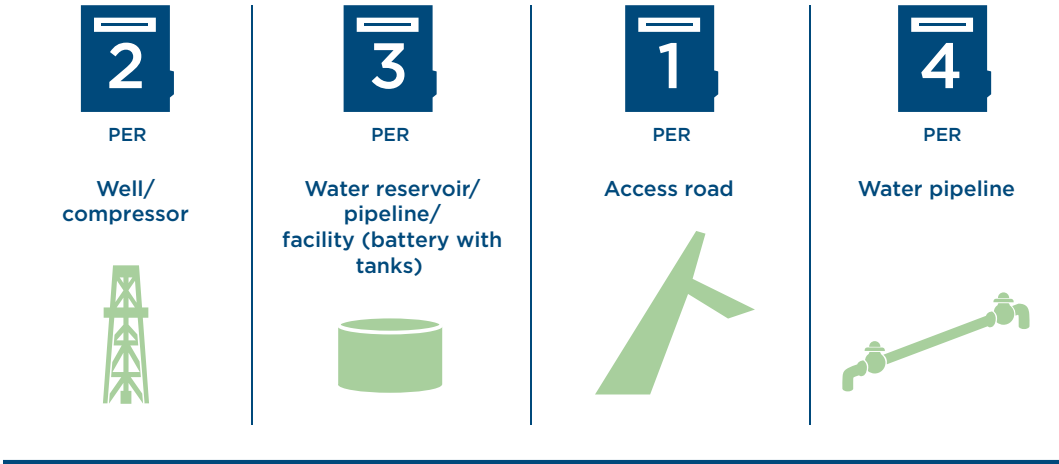 2
PER
Well/
compressor
3
PER
Water reservoir/
pipeline/
facility (battery with
tanks)
1
PER
Access road
4
PER
Water pipeline